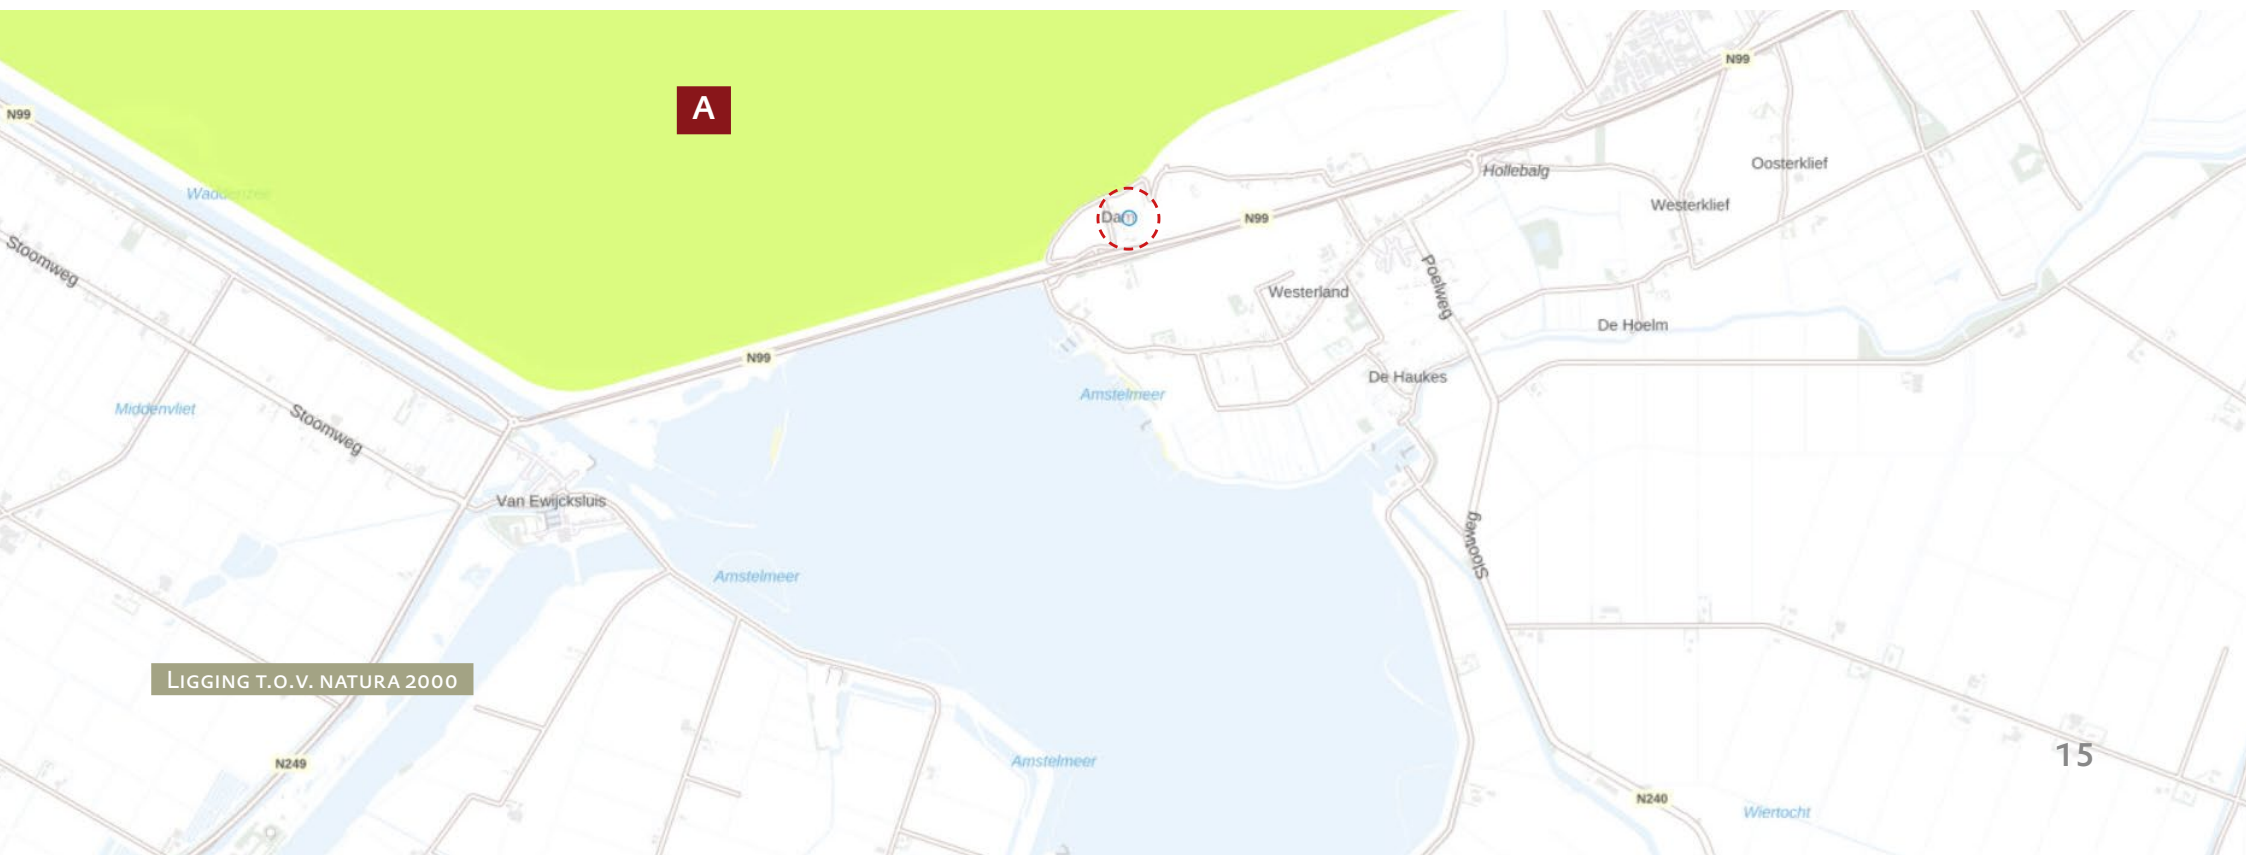 N99
A
N99
Waddenzee
Oosterklief
Hollebalg
Westerklief
Dam
N99
Stoomweg
Poelweg
Westerland
De Hoelm
N99
De Haukes
Amstelmeer
Middenvliet
Stoomweg
Van Ewijcksluis
Slootweg
Amstelmeer
LIGGING T.O.V. NATURA 2000
15
Amstelmeer
N249
N240
Wiertocht